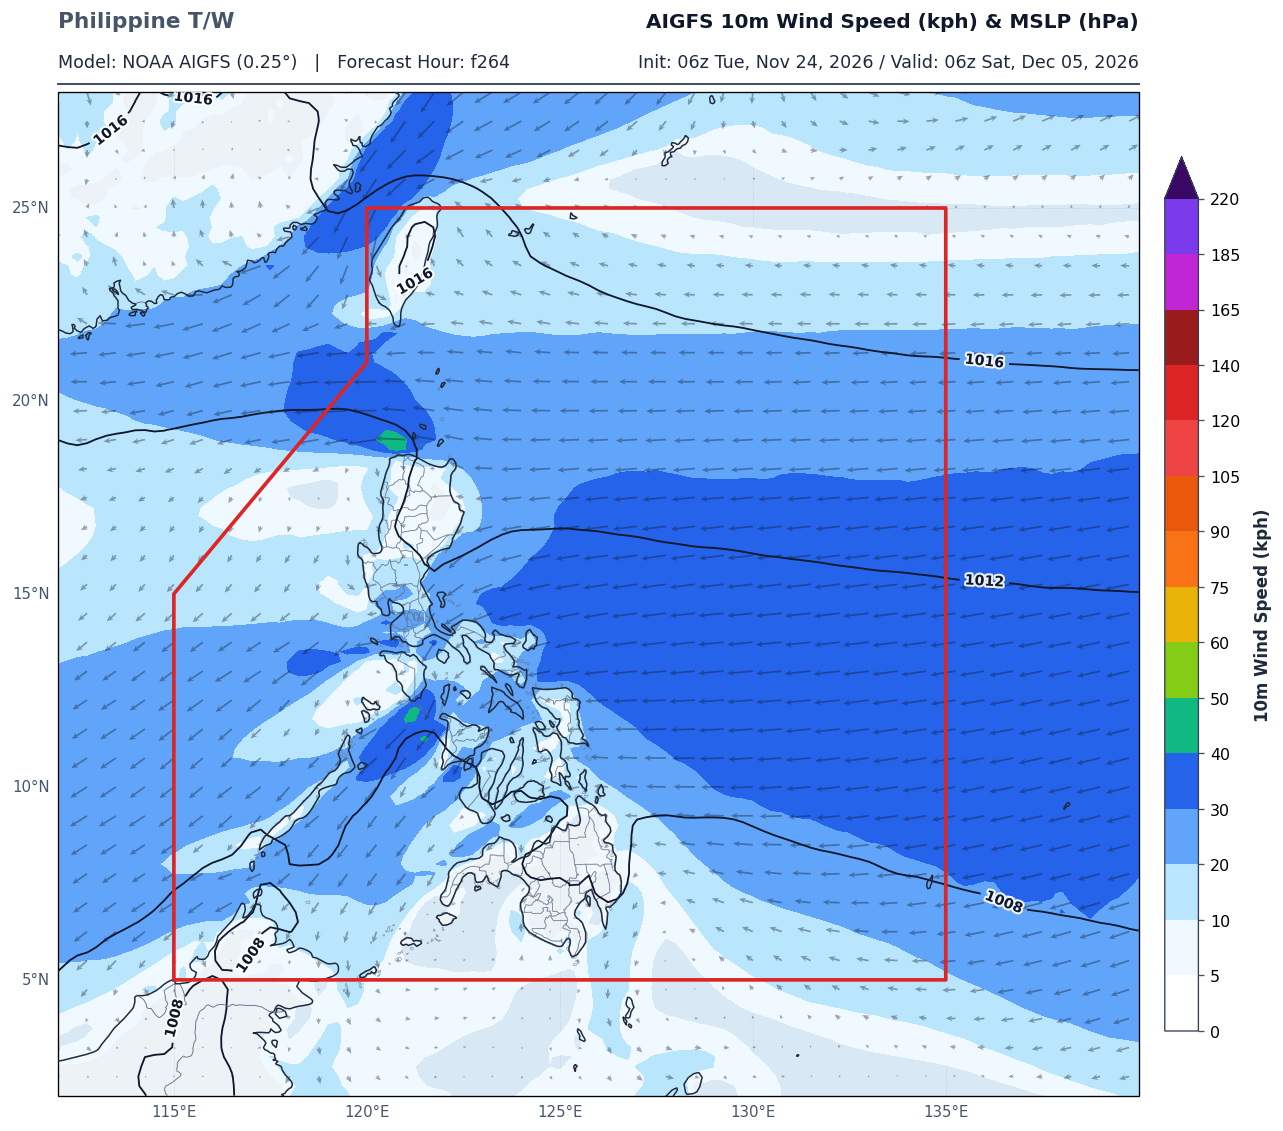 Philippine T/W
AIGFS 10m Wind Speed (kph) & MSLP (hPa)
Model: NOAA AIGFS (0.25°) | Forecast Hour: f264
Init: 06z Tue, Nov 24, 2026 / Valid: 06z Sat, Dec 05, 2026
1016
1016
1016
1016
1012
1008
1008
1008
25°N
20°N
15°N
10°N
5°N
115°E
120°E
125°E
130°E
135°E
220
185
165
140
120
105
90
75
60
50
40
30
20
10
5
0
10m Wind Speed (kph)